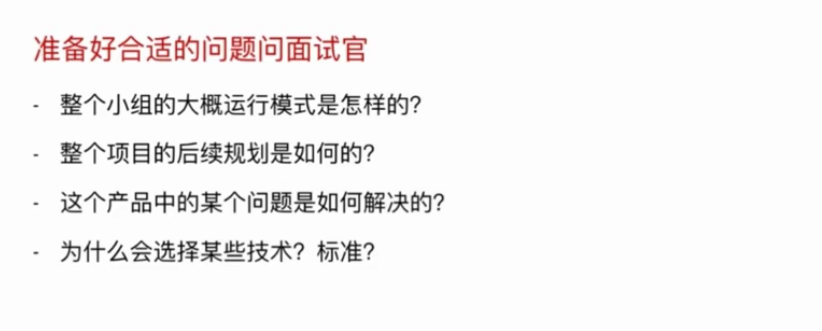 准备好合适的问题问面试官
- 整个小组的大概运行模式是怎样的?
- 整个项目的后续规划是如何的?
- 这个产品中的某个问题是如何解决的?
- 为什么会选择某些技术? 标准?